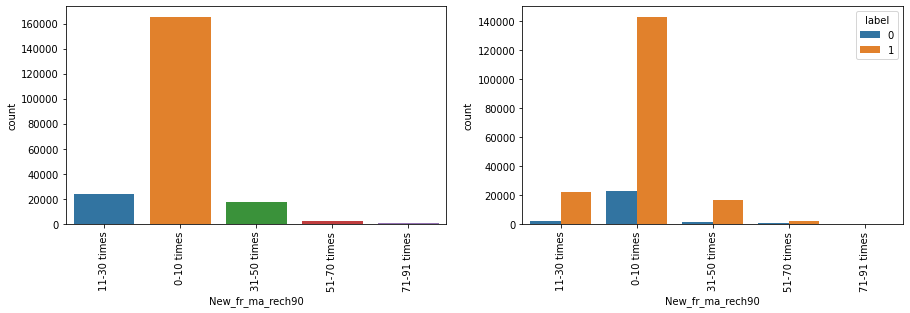 160000
140000
120000
100000
80000
60000
40000
20000
0
count
11-30 times
0-10 times
31-50 times
51-70 times
71-91 times
New_fr_ma_rech90
140000
120000
100000
80000
60000
40000
20000
0
count
label
0
1
11-30 times
0-10 times
31-50 times
51-70 times
71-91 times
New_fr_ma_rech90